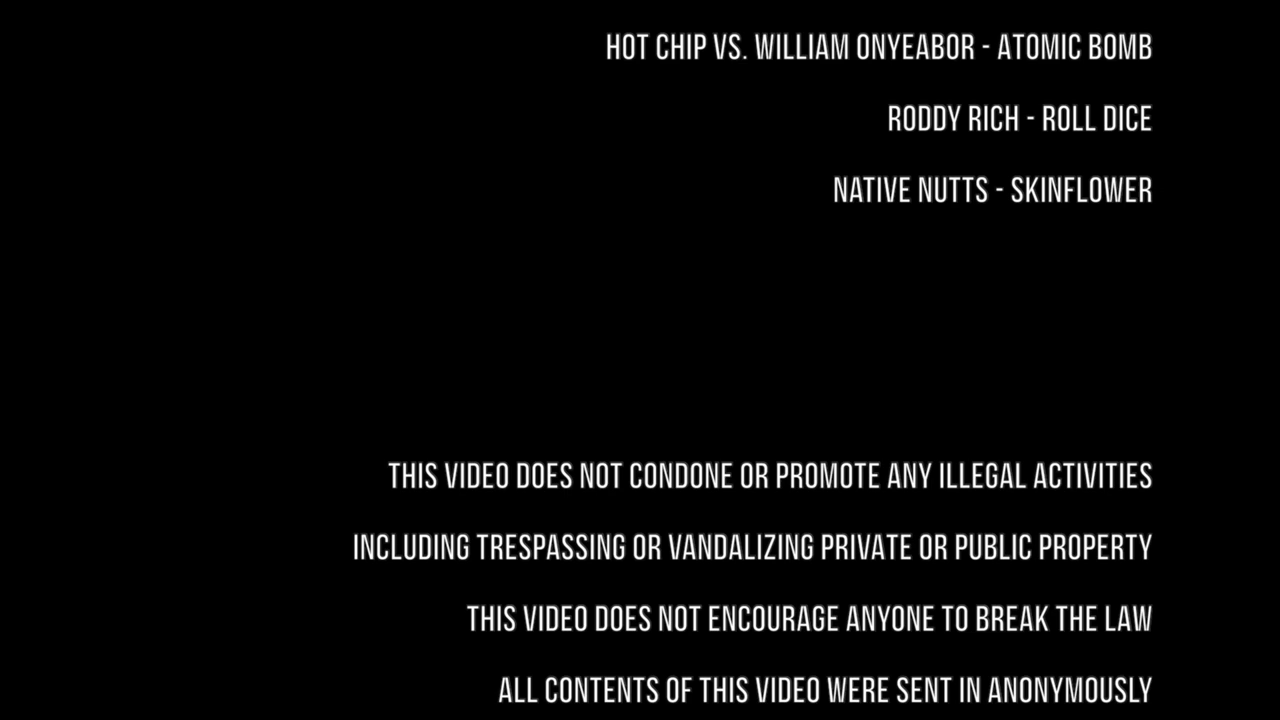 HOT CHIP VS. WILLIAM ONYEABOR - ATOMIC BOMB
RODDY RICH - ROLL DICE
NATIVE NUTTS - SKINFLOWER
THIS VIDEO DOES NOT CONDONE OR PROMOTE ANY ILLEGAL ACTIVITIES
INCLUDING TRESPASSING OR VANDALIZING PRIVATE OR PUBLIC PROPERTY
THIS VIDEO DOES NOT ENCOURAGE ANYONE TO BREAK THE LAW
ALL CONTENTS OF THIS VIDEO WERE SENT IN ANONYMOUSLY